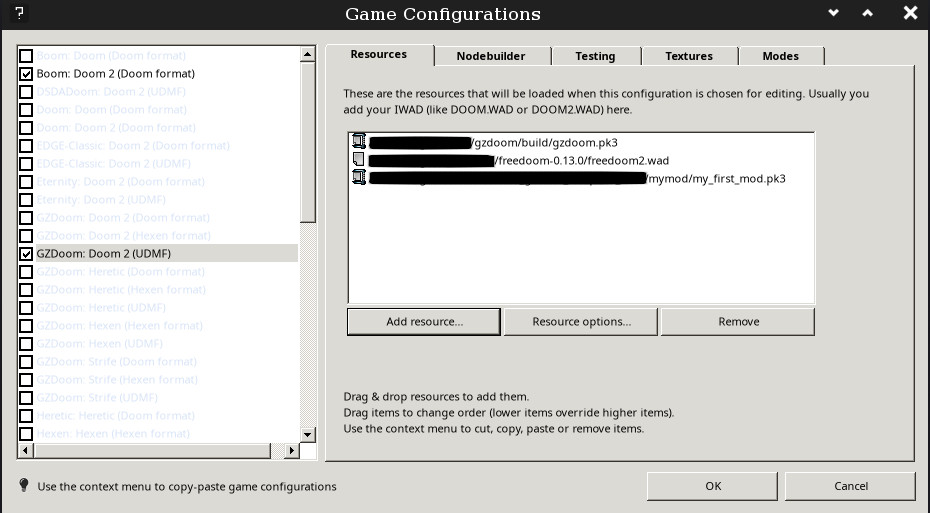 ?
Game Configurations
Boom: Doom (Doom format)
Boom: Doom 2 (Doom format)
DSDADoom: Doom 2 (UDMF)
Doom: Doom (Doom format)
Doom: Doom 2 (Doom format)
EDGE-Classic: Doom 2 (Doom format)
EDGE-Classic: Doom 2 (UDMF)
Eternity: Doom 2 (Doom format)
Eternity: Doom 2 (UDMF)
GZDoom: Doom 2 (Doom format)
GZDoom: Doom 2 (Hexen format)
GZDoom: Doom 2 (UDMF)
GZDoom: Heretic (Doom format)
GZDoom: Heretic (Hexen format)
GZDoom: Heretic (UDMF)
GZDoom: Hexen (Hexen format)
GZDoom: Hexen (UDMF)
GZDoom: Strife (Doom format)
GZDoom: Strife (Hexen format)
GZDoom: Strife (UDMF)
Heretic: Heretic (Doom format)
Hexen: Hexen (Hexen format)
Resources Nodebuilder Testing Textures Modes
These are the resources that will be loaded when this configuration is chosen for editing. Usually you
add your IWAD (like DOOM.WAD or DOOM2.WAD) here.
/gzdoom/build/gzdoom.pk3
/freedoom-0.13.0/freedoom2.wad
/mymod/my_first_mod.pk3
Add resource... Resource options... Remove
Drag & drop resources to add them.
Drag items to change order (lower items override higher items).
Use the context menu to cut, copy, paste or remove items.
Use the context menu to copy-paste game configurations
OK Cancel